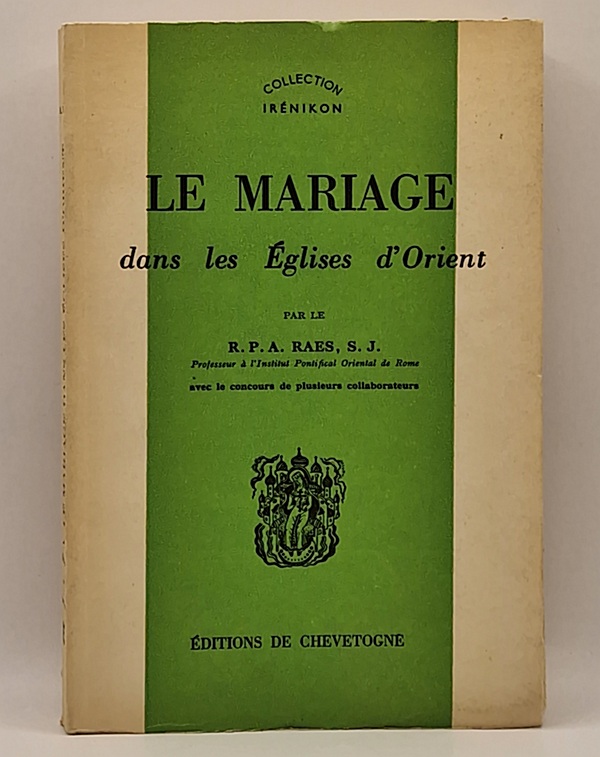 COLLECTION
IRÉNIKON
LE MARIAGE
dans les Églises d'Orient
PAR LE
R. P. A. RAES, S. J.
Professeur à l'Institut Pontifical Oriental de Rome
avec le concours de plusieurs collaborateurs
ÉDITIONS DE CHEVETOGNE